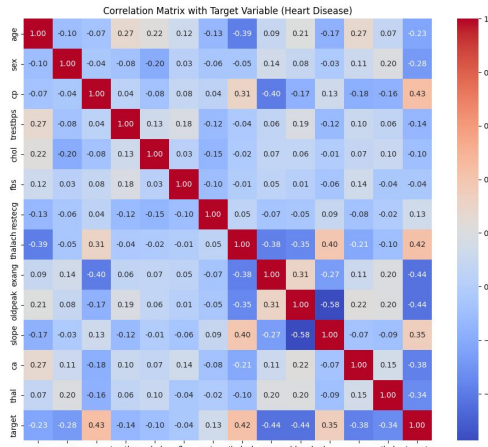 Correlation Matrix with Target Variable (Heart Disease)
age 1.00 -0.10 -0.07 0.27 0.22 0.12 -0.13 -0.39 0.09 0.21 -0.17 0.27 0.07 -0.23
sex -0.10 1.00 -0.04 -0.08 -0.20 0.03 -0.06 -0.05 0.14 0.08 -0.03 0.11 0.20 -0.28
cp -0.07 -0.04 1.00 0.04 -0.08 0.08 0.04 0.31 -0.40 -0.17 0.13 -0.18 -0.16 0.43
trestbps 0.27 -0.08 0.04 1.00 0.13 0.18 -0.12 -0.04 0.06 0.19 -0.12 0.10 0.06 -0.14
chol 0.22 -0.20 -0.08 0.13 1.00 0.03 -0.15 -0.02 0.07 0.06 -0.01 0.07 0.10 -0.10
fbs 0.12 0.03 0.08 0.18 0.03 1.00 -0.10 -0.01 0.05 0.01 -0.06 0.14 -0.04 -0.04
restecg -0.13 -0.06 0.04 -0.12 -0.15 -0.10 1.00 0.05 -0.07 -0.05 0.09 -0.08 -0.02 0.13
thalach -0.39 -0.05 0.31 -0.04 -0.02 -0.01 0.05 1.00 -0.38 -0.35 0.40 -0.21 -0.10 0.42
exang 0.09 0.14 -0.40 0.06 0.07 0.05 -0.07 -0.38 1.00 0.31 -0.27 0.11 0.20 -0.44
oldpeak 0.21 0.08 -0.17 0.19 0.06 0.01 -0.05 -0.35 0.31 1.00 -0.58 0.22 0.20 -0.44
slope -0.17 -0.03 0.13 -0.12 -0.01 -0.06 0.09 0.40 -0.27 -0.58 1.00 -0.07 -0.09 0.35
ca 0.27 0.11 -0.18 0.10 0.07 0.14 -0.08 -0.21 0.11 0.22 -0.07 1.00 0.15 -0.38
thal 0.07 0.20 -0.16 0.06 0.10 -0.04 -0.02 -0.10 0.20 0.20 -0.09 0.15 1.00 -0.34
target -0.23 -0.28 0.43 -0.14 -0.10 -0.04 0.13 0.42 -0.44 -0.44 0.35 -0.38 -0.34 1.00